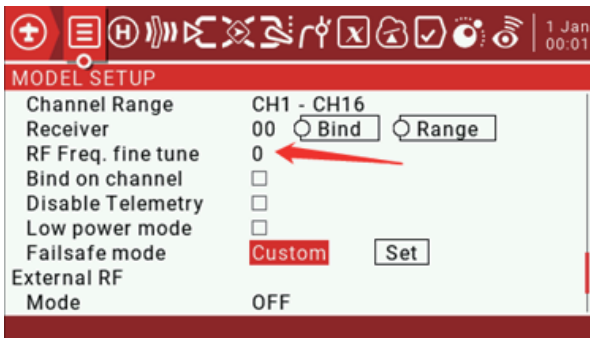 1 Jan
00:01
MODEL SETUP
Channel Range CH1 - CH16
Receiver 00 Bind Range
RF Freq. fine tune 0
Bind on channel
Disable Telemetry
Low power mode
Failsafe mode Custom Set
External RF
Mode OFF